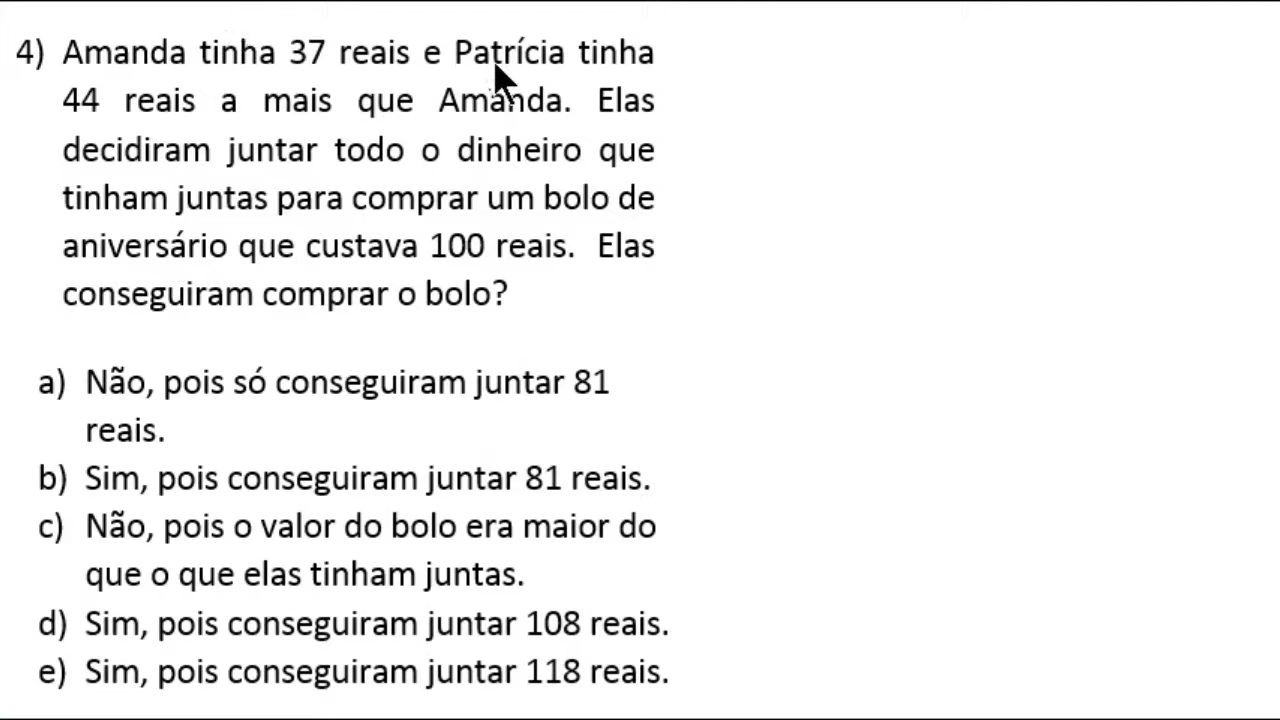 4) Amanda tinha 37 reais e Patrícia tinha
44 reais a mais que Amanda. Elas
decidiram juntar todo o dinheiro que
tinham juntas para comprar um bolo de
aniversário que custava 100 reais. Elas
conseguiram comprar o bolo?
a) Não, pois só conseguiram juntar 81
reais.
b) Sim, pois conseguiram juntar 81 reais.
c) Não, pois o valor do bolo era maior do
que o que elas tinham juntas.
d) Sim, pois conseguiram juntar 108 reais.
e) Sim, pois conseguiram juntar 118 reais.